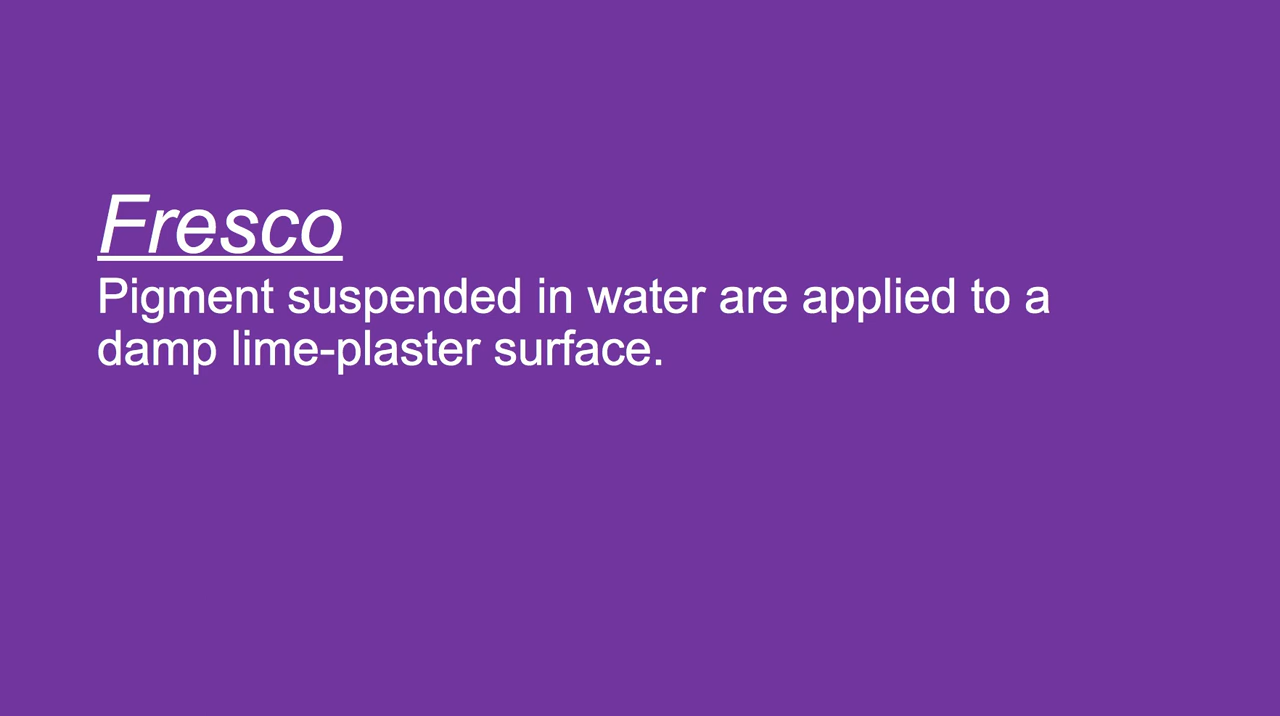 Fresco
Pigment suspended in water are applied to a
damp lime-plaster surface.